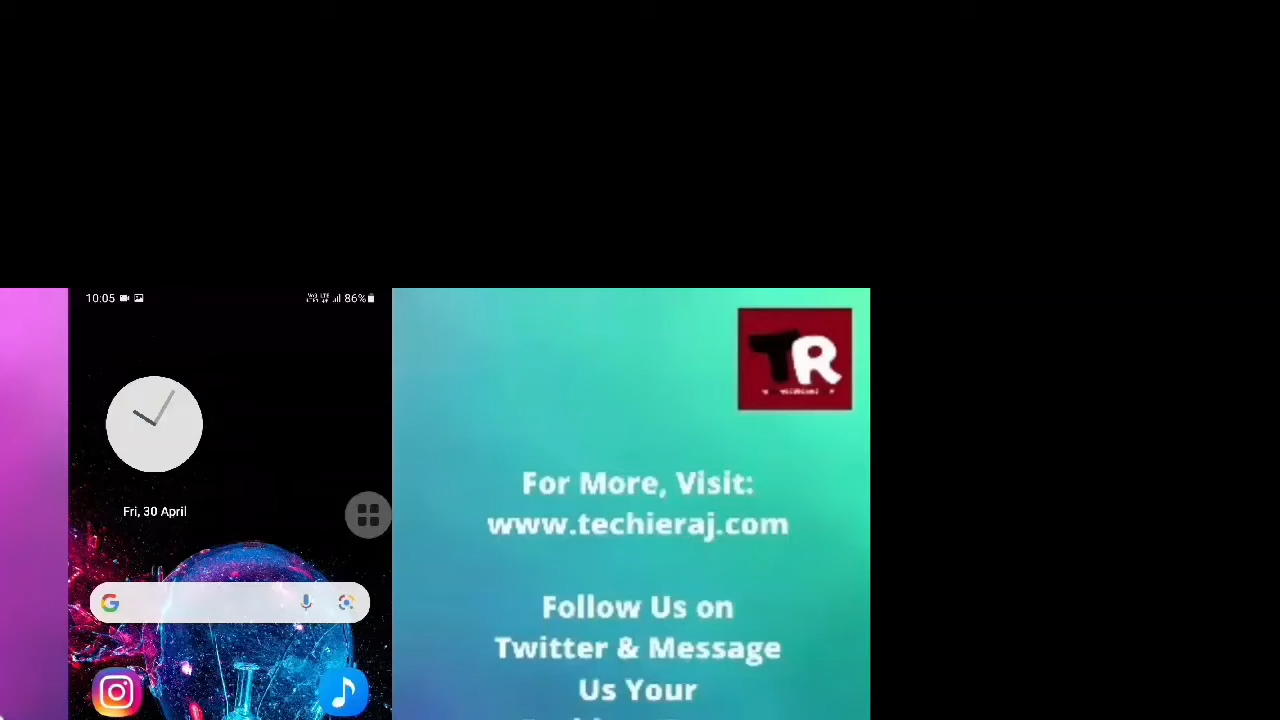 10:05
86%
TR
Fri, 30 April
For More, Visit:
www.techieraj.com
Follow Us on
Twitter & Message
Us Your